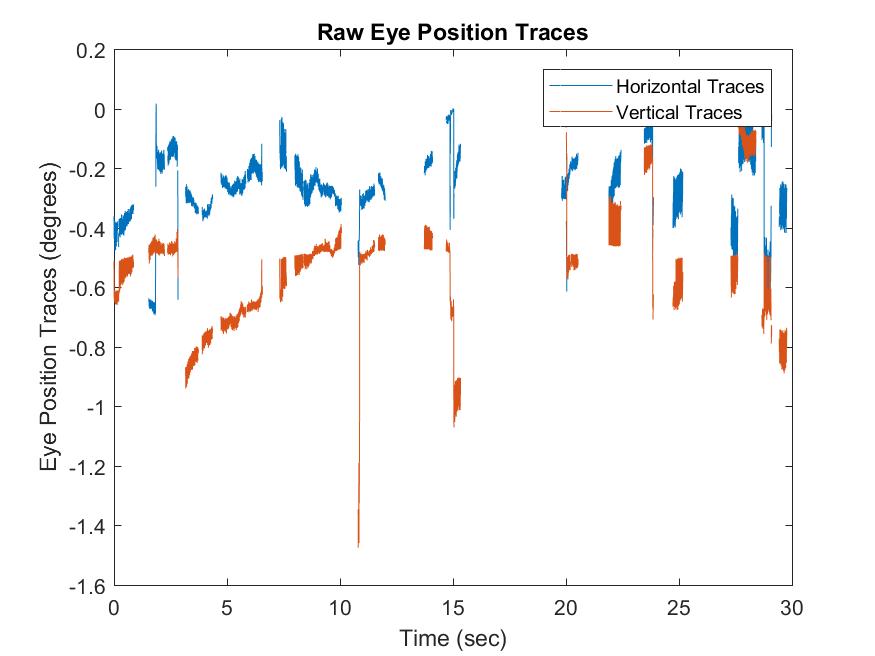 Raw Eye Position Traces
Horizontal Traces
Vertical Traces
Eye Position Traces (degrees)
0.2
0
-0.2
-0.4
-0.6
-0.8
-1
-1.2
-1.4
-1.6
0 5 10 15 20 25 30
Time (sec)